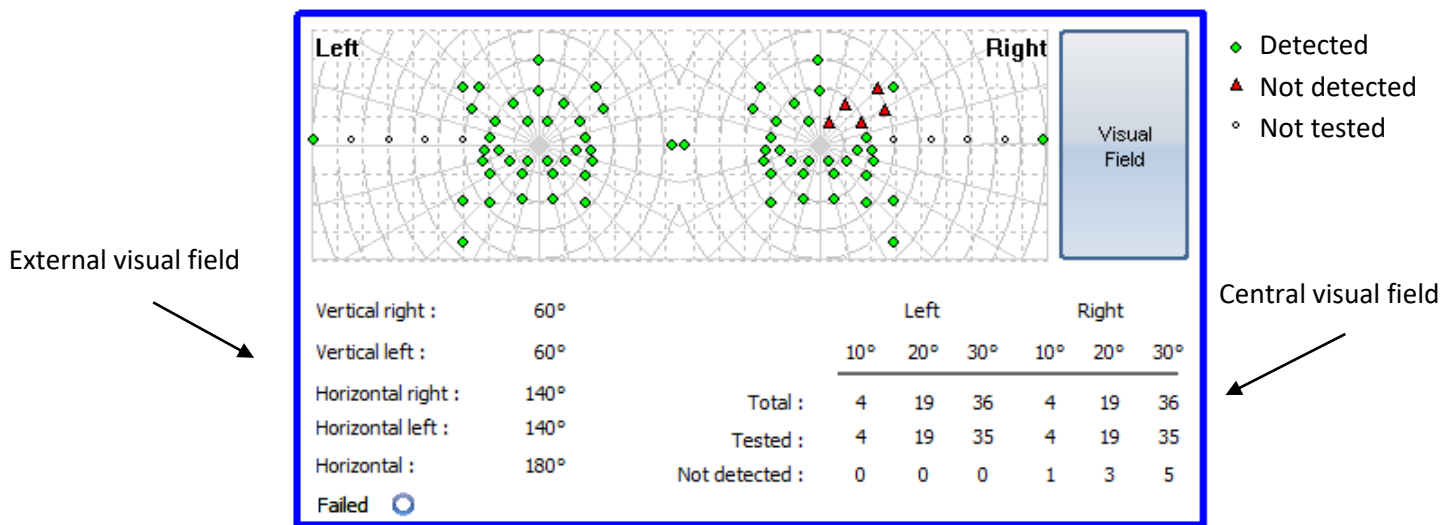 Left Right
Visual
Field
Detected
Not detected
Not tested
External visual field
Central visual field
Vertical right : 60°
Vertical left : 60°
Horizontal right : 140°
Horizontal left : 140°
Horizontal : 180°
Failed
Left Right
10° 20° 30° 10° 20° 30°
Total : 4 19 36 4 19 36
Tested : 4 19 35 4 19 35
Not detected : 0 0 0 1 3 5